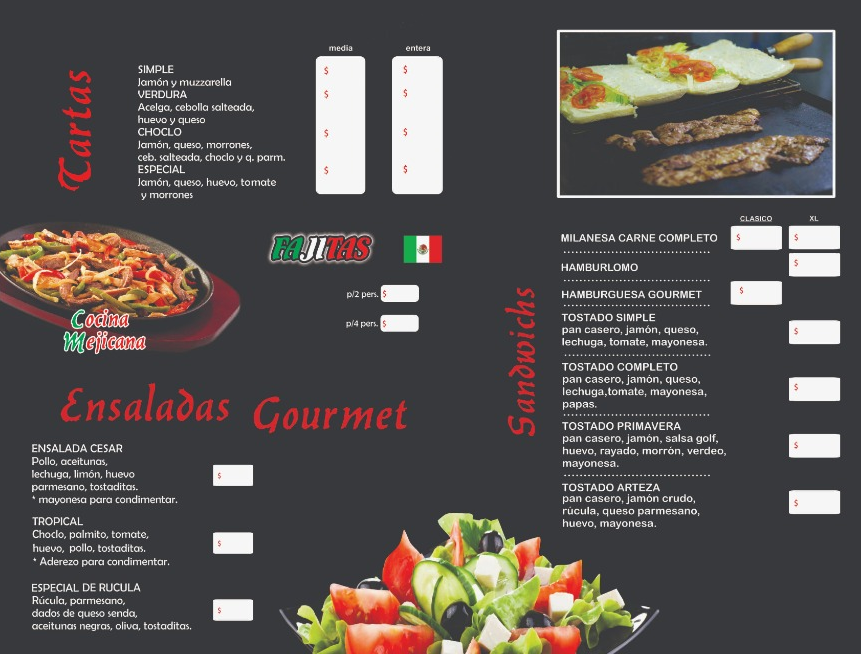 Tartas
media
entera
SIMPLE
$
$
Jamón y muzzarella
VERDURA
$
$
Acelga, cebolla salteada,
huevo y queso
CHOCLO
$
$
Jamón, queso, morrones,
ceb. salteada, choclo y q. parm.
ESPECIAL
$
$
Jamón, queso, huevo, tomate
y morrones
FAJITAS
p/2 pers. $
p/4 pers. $
Cocina
Mejicana
Ensaladas Gourmet
ENSALADA CESAR
Pollo, aceitunas,
lechuga, limón, huevo
parmesano, tostaditas.
* mayonesa para condimentar.
$
TROPICAL
Choclo, palmito, tomate,
huevo, pollo, tostaditas.
* Aderezo para condimentar.
$
ESPECIAL DE RUCULA
Rúcula, parmesano,
dados de queso senda,
aceitunas negras, oliva, tostaditas.
$
Sandwichs
CLASICO
XL
MILANESA CARNE COMPLETO
$
$
HAMBURLOMO
$
HAMBURGUESA GOURMET
$
TOSTADO SIMPLE
pan casero, jamón, queso,
lechuga, tomate, mayonesa.
$
TOSTADO COMPLETO
pan casero, jamón, queso,
lechuga,tomate, mayonesa,
papas.
$
TOSTADO PRIMAVERA
pan casero, jamón, salsa golf,
huevo, rayado, morrón, verdeo,
mayonesa.
$
TOSTADO ARTEZA
pan casero, jamón crudo,
rúcula, queso parmesano,
huevo, mayonesa.
$